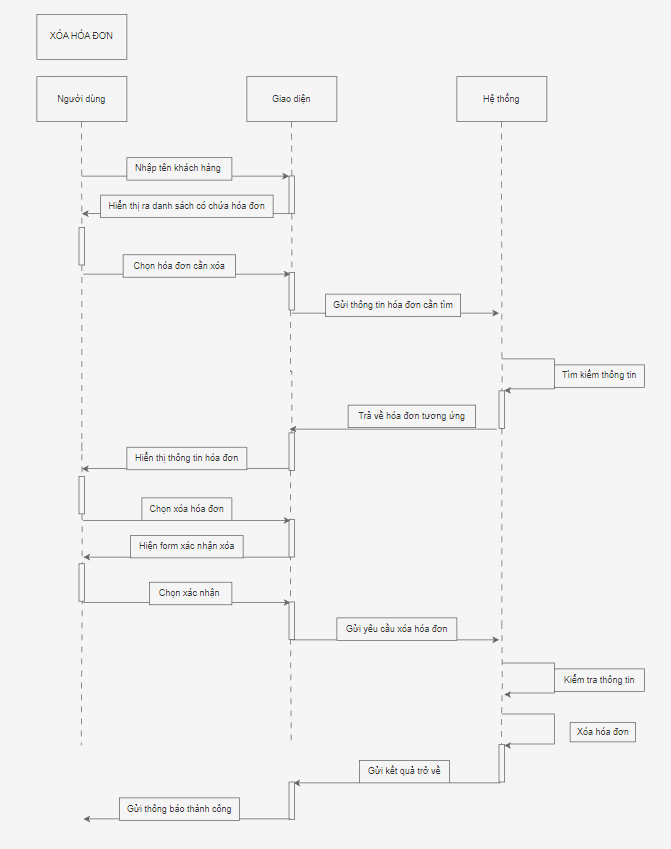 XÓA HÓA ĐƠN
Người dùng
Giao diện
Hệ thống
Nhập tên khách hàng
Hiển thị ra danh sách có chứa hóa đơn
Chọn hóa đơn cần xóa
Gửi thông tin hóa đơn cần tìm
Tìm kiếm thông tin
Trả về hóa đơn tương ứng
Hiển thị thông tin hóa đơn
Chọn xóa hóa đơn
Hiện form xác nhận xóa
Chọn xác nhận
Gửi yêu cầu xóa hóa đơn
Kiểm tra thông tin
Xóa hóa đơn
Gửi kết quả trở về
Gửi thông báo thành công